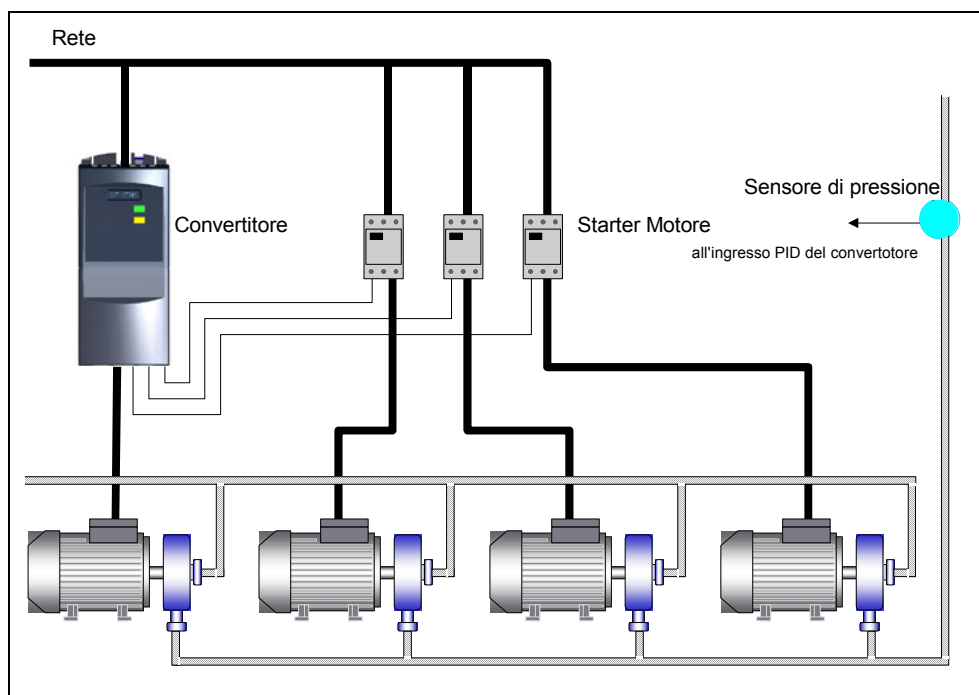 Rete
Sensore di pressione
Convertitore
Starter Motore
all'ingresso PID del convertotore